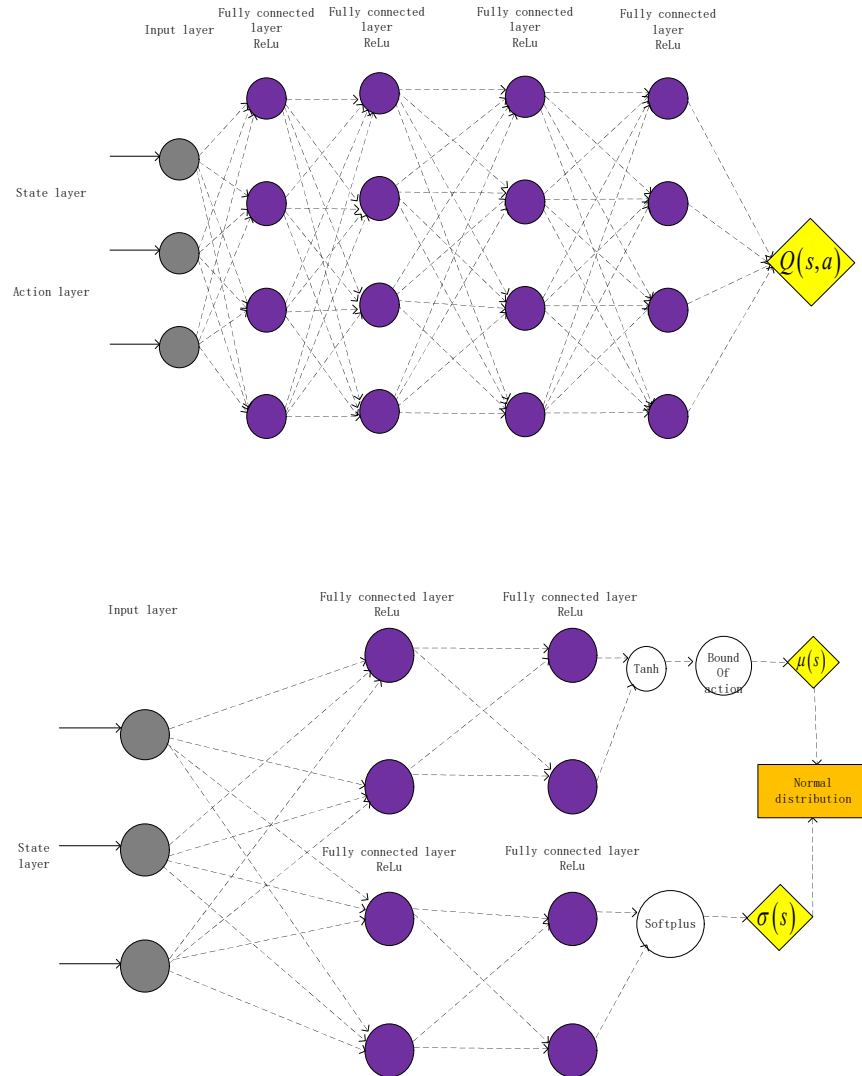 Input layer
Fully connected
layer
ReLu
Fully connected
layer
ReLu
Fully connected
layer
ReLu
Fully connected
layer
ReLu
State layer
Action layer
Q(s,a)
Input layer
Fully connected layer
ReLu
Fully connected layer
ReLu
Tanh
Bound
Of
action
μ(s)
Normal
distribution
State
layer
Fully connected layer
ReLu
Fully connected layer
ReLu
Softplus
σ(s)